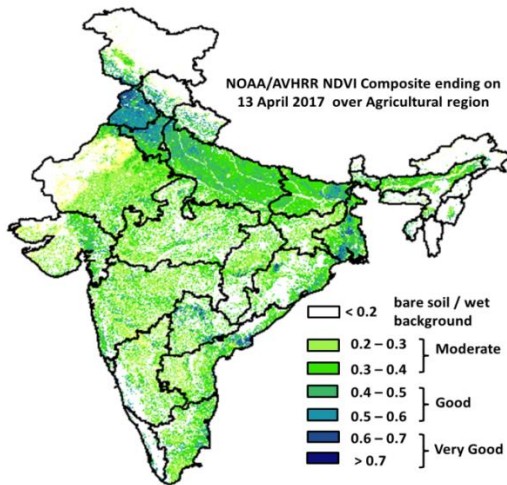 NOAA/AVHRR NDVI Composite ending on
13 April 2017 over Agricultural region
< 0.2 bare soil / wet
background
0.2 – 0.3
Moderate
0.3 – 0.4
0.4 – 0.5
Good
0.5 – 0.6
0.6 – 0.7
Very Good
> 0.7